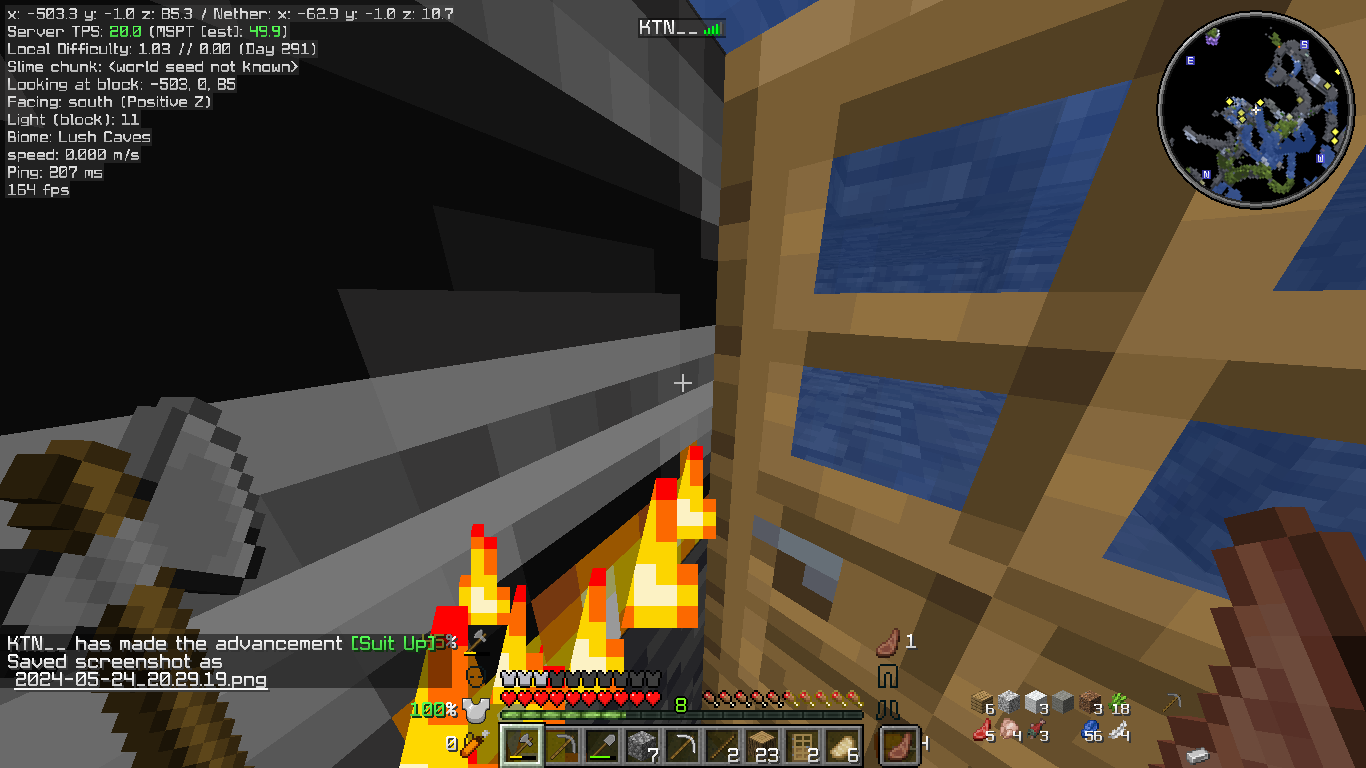 x: -503.3 y: -1.0 z: 85.3 / Nether: x: -62.9 y: -1.0 z: 10.7
Server TPS: 20.0 (MSPT [est]: 49.9)
Local Difficulty: 1.03 // 0.00 (Day 291)
Slime chunk: <world seed not known>
Looking at block: -503, 0, 85
Facing: south (Positive Z)
Light (block): 11
Biome: Lush Caves
speed: 0.000 m/s
Ping: 207 ms
164 fps
KTN__
S
E
W
N
KTN__ has made the advancement [Suit Up]
Saved screenshot as
2024-05-24_20.29.19.png
%
100%
0
8
1
7
2
23
2
6
4
6
3
3
18
5
4
3
56
4